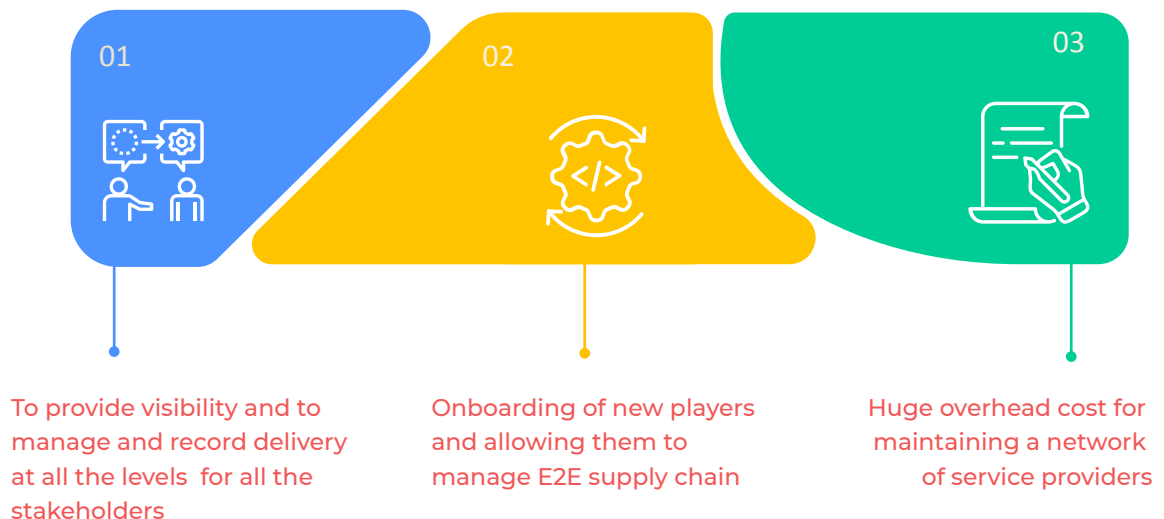 01
02
03
</>
To provide visibility and to
manage and record delivery
at all the levels  for all the
stakeholders
Onboarding of new players
and allowing them to
manage E2E supply chain
Huge overhead cost for
maintaining a network
of service providers